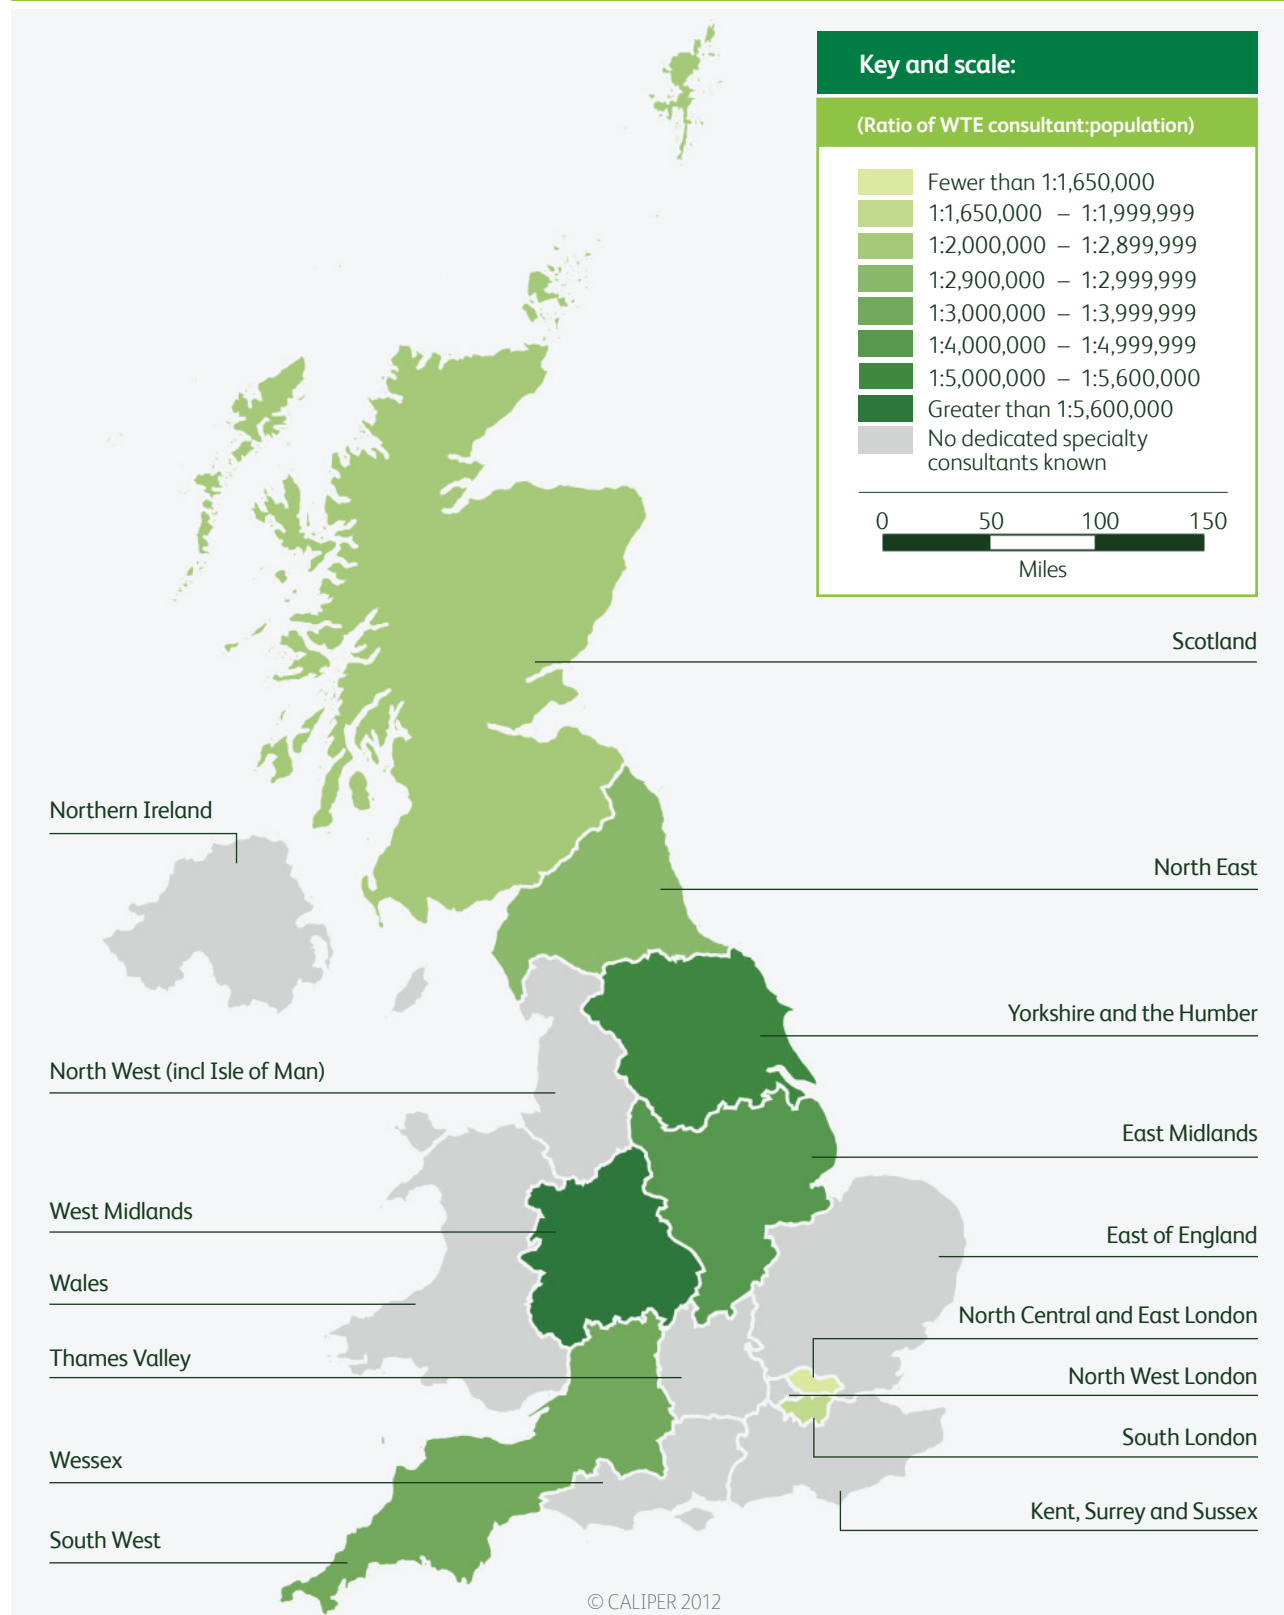 Key and scale:
(Ratio of WTE consultant:population)
Fewer than 1:1,650,000
1:1,650,000 – 1:1,999,999
1:2,000,000 – 1:2,899,999
1:2,900,000 – 1:2,999,999
1:3,000,000 – 1:3,999,999
1:4,000,000 – 1:4,999,999
1:5,000,000 – 1:5,600,000
Greater than 1:5,600,000
No dedicated specialty
consultants known
0 50 100 150
Miles
Scotland
Northern Ireland
North East
Yorkshire and the Humber
North West (incl Isle of Man)
East Midlands
West Midlands
East of England
Wales
North Central and East London
Thames Valley
North West London
South London
Wessex
Kent, Surrey and Sussex
South West
© CALIPER 2012